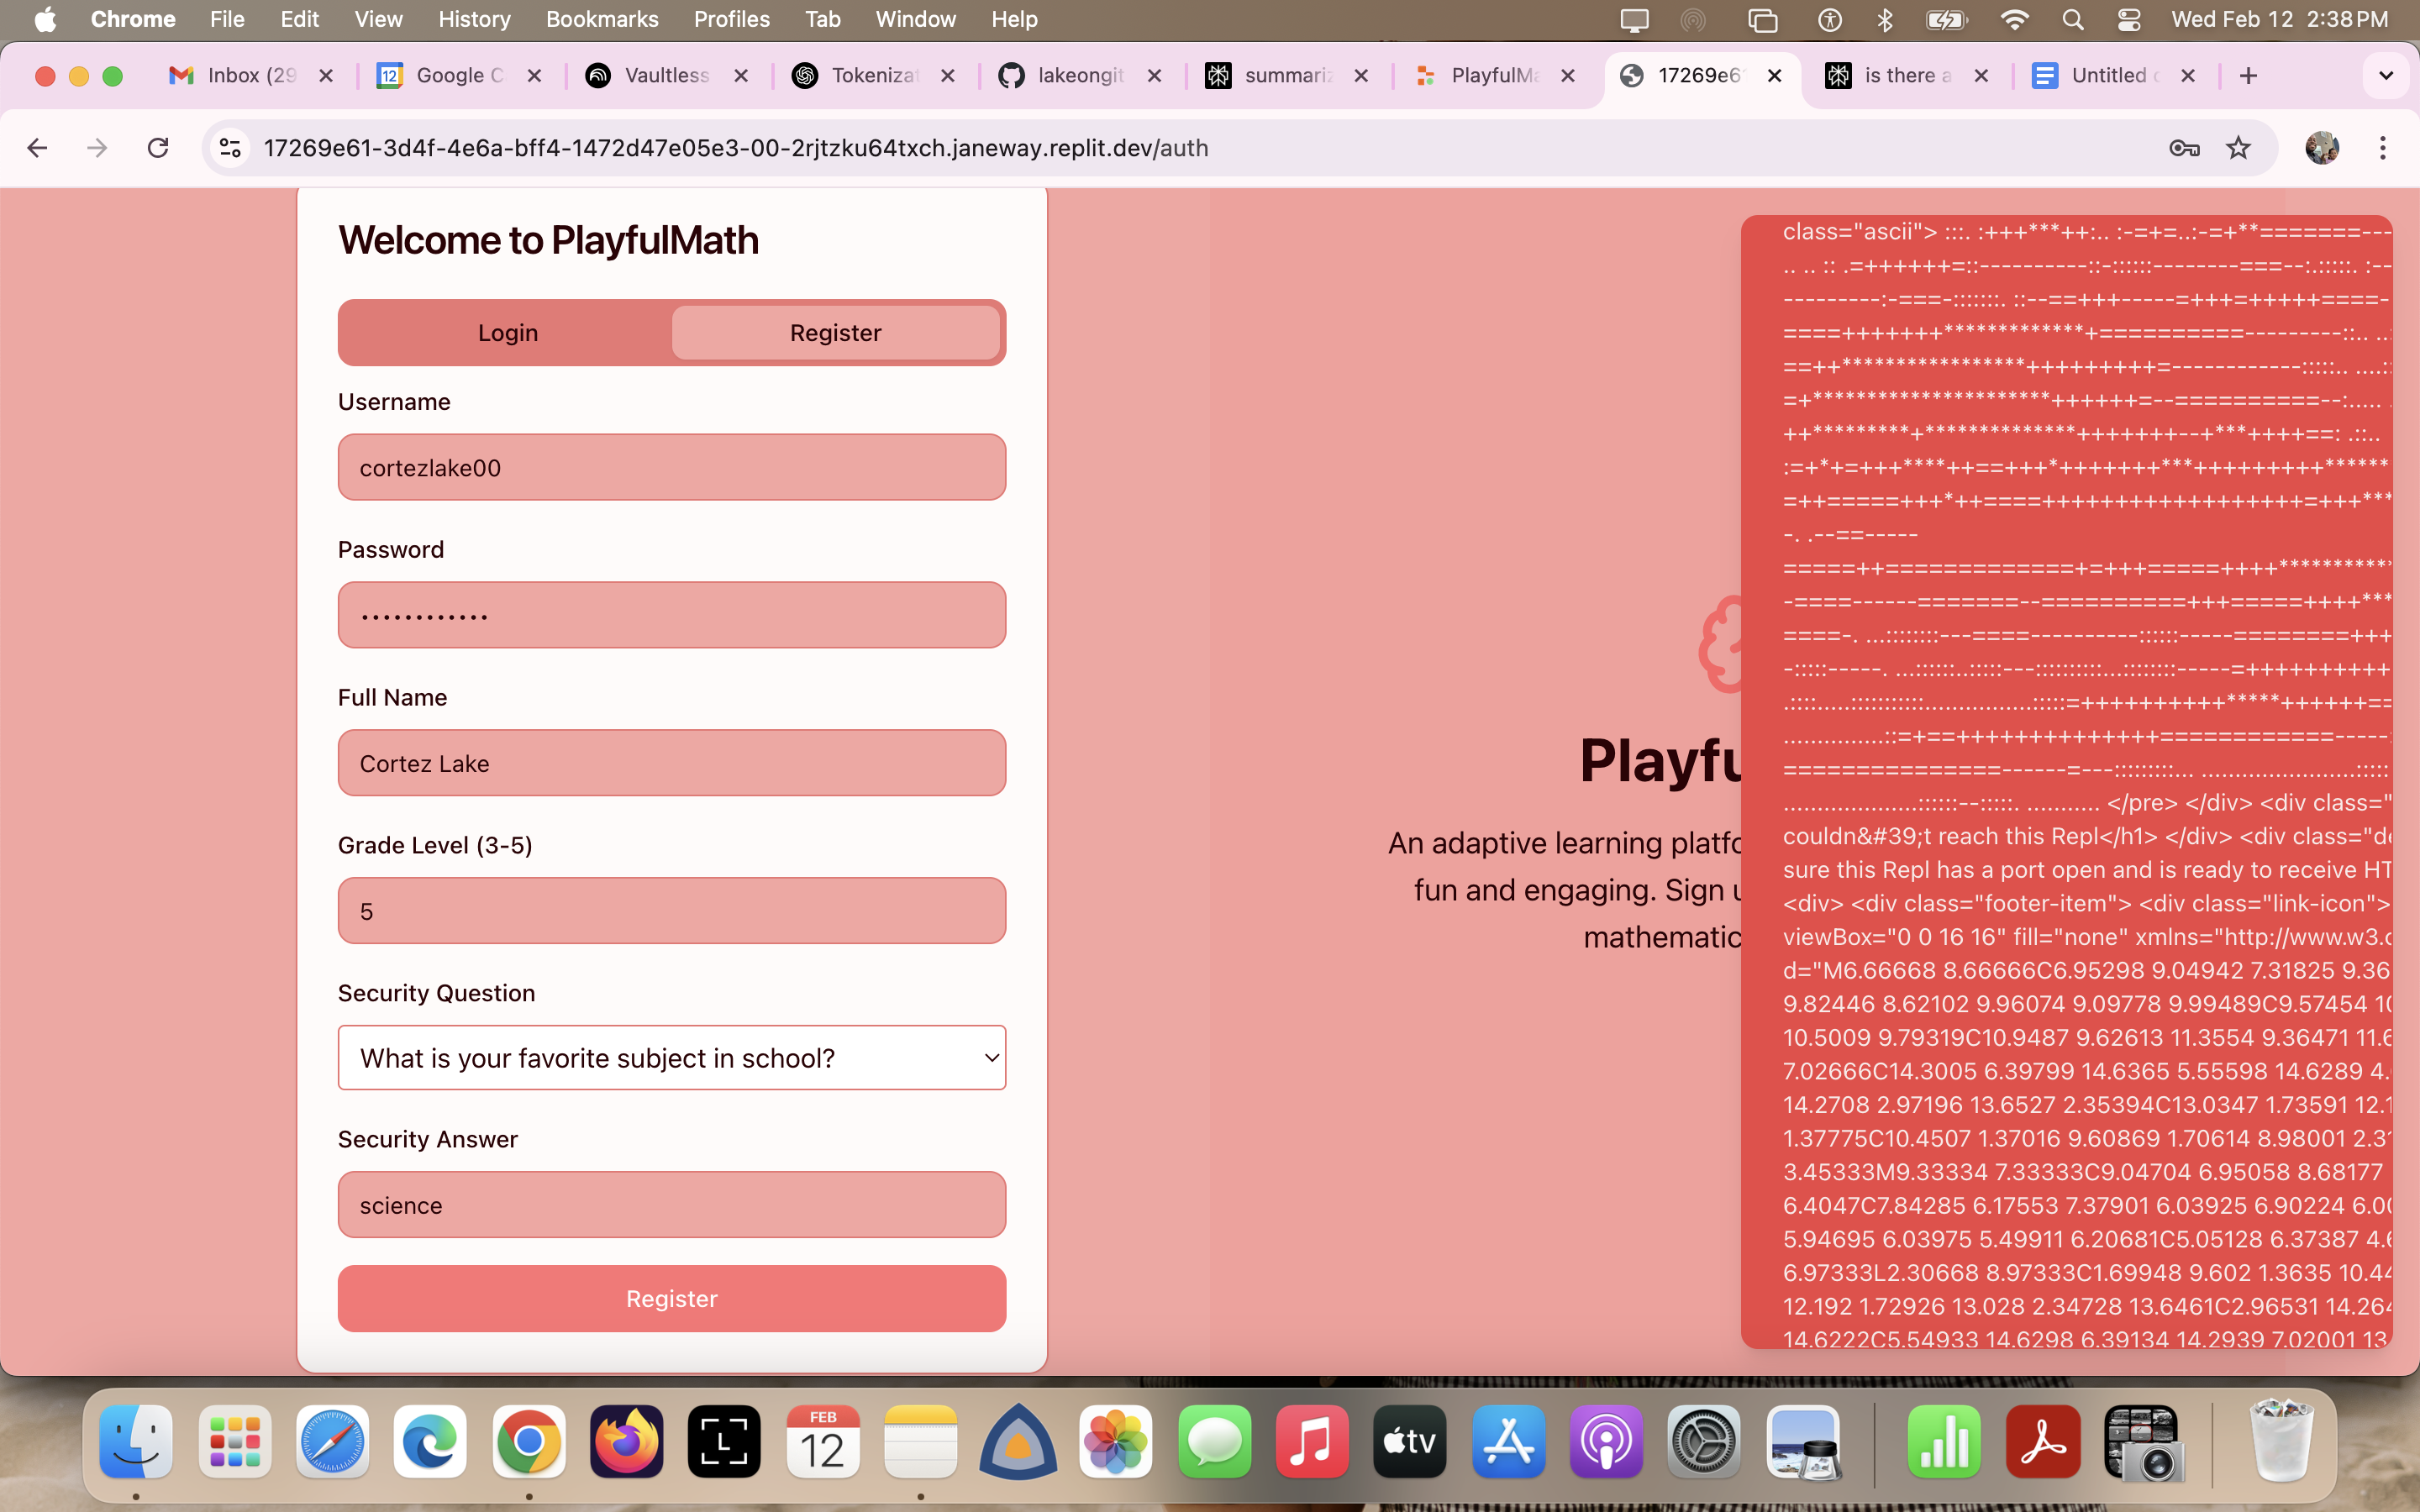 Chrome File Edit View History Bookmarks Profiles Tab Window Help Wed Feb 12 2:38 PM
Inbox (29 Google C Vaultless Tokeniza lakeongit summariz PlayfulMa 17269e6 is there a Untitled
17269e61-3d4f-4e6a-bff4-1472d47e05e3-00-2rjtzku64txch.janeway.replit.dev/auth
Welcome to PlayfulMath
Login Register
Username
cortezlake00
Password
••••••••••••
Full Name
Cortez Lake
Grade Level (3-5)
5
Security Question
What is your favorite subject in school?
Security Answer
science
Register
Playfu
An adaptive learning platfo
fun and engaging. Sign u
mathematic
class="ascii"> :::. :+++***++:.. :-=+=..:-=+**=======---
</pre> </div> <div class="
couldn&#39;t reach this Repl</h1> </div> <div class="de
sure this Repl has a port open and is ready to receive HT
<div> <div class="footer-item"> <div class="link-icon">
viewBox="0 0 16 16" fill="none" xmlns="http://www.w3.o
d="M6.66668 8.66666C6.95298 9.04942 7.31825 9.36
9.82446 8.62102 9.96074 9.09778 9.99489C9.57454 10
10.5009 9.79319C10.9487 9.62613 11.3554 9.36471 11.6
7.02666C14.3005 6.39799 14.6365 5.55598 14.6289 4.
14.2708 2.97196 13.6527 2.35394C13.0347 1.73591 12.1
1.37775C10.4507 1.37016 9.60869 1.70614 8.98001 2.3
3.45333M9.33334 7.33333C9.04704 6.95058 8.68177
6.4047C7.84285 6.17553 7.37901 6.03925 6.90224 6.00
5.94695 6.03975 5.49911 6.20681C5.05128 6.37387 4.6
6.97333L2.30668 8.97333C1.69948 9.602 1.3635 10.44
12.192 1.72926 13.028 2.34728 13.6461C2.96531 14.264
14.6222C5.54933 14.6298 6.39134 14.2939 7.02001 13
FEB
12
L
tv